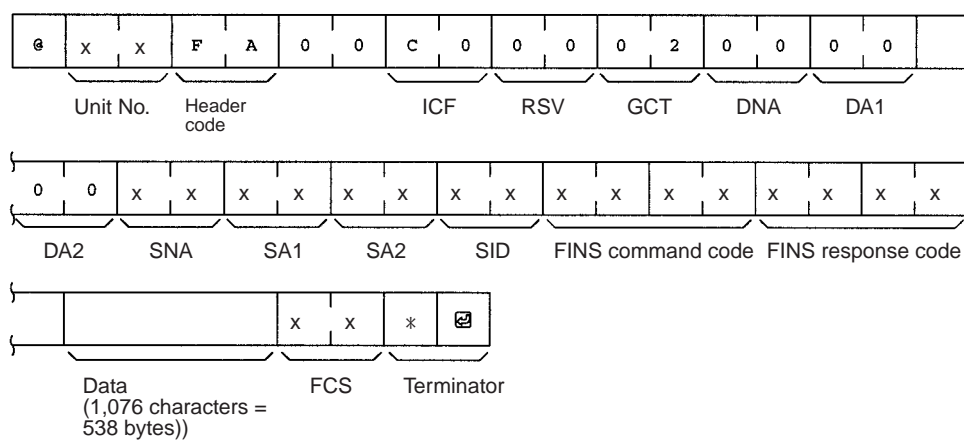 @ x x F A 0 0 C 0 0 0 0 2 0 0 0 0
Unit No. Header code ICF RSV GCT DNA DA1
0 0 x x x x x x x x x x x x x x x x
DA2 SNA SA1 SA2 SID FINS command code FINS response code
x x * ↵
Data FCS Terminator
(1,076 characters =
538 bytes))